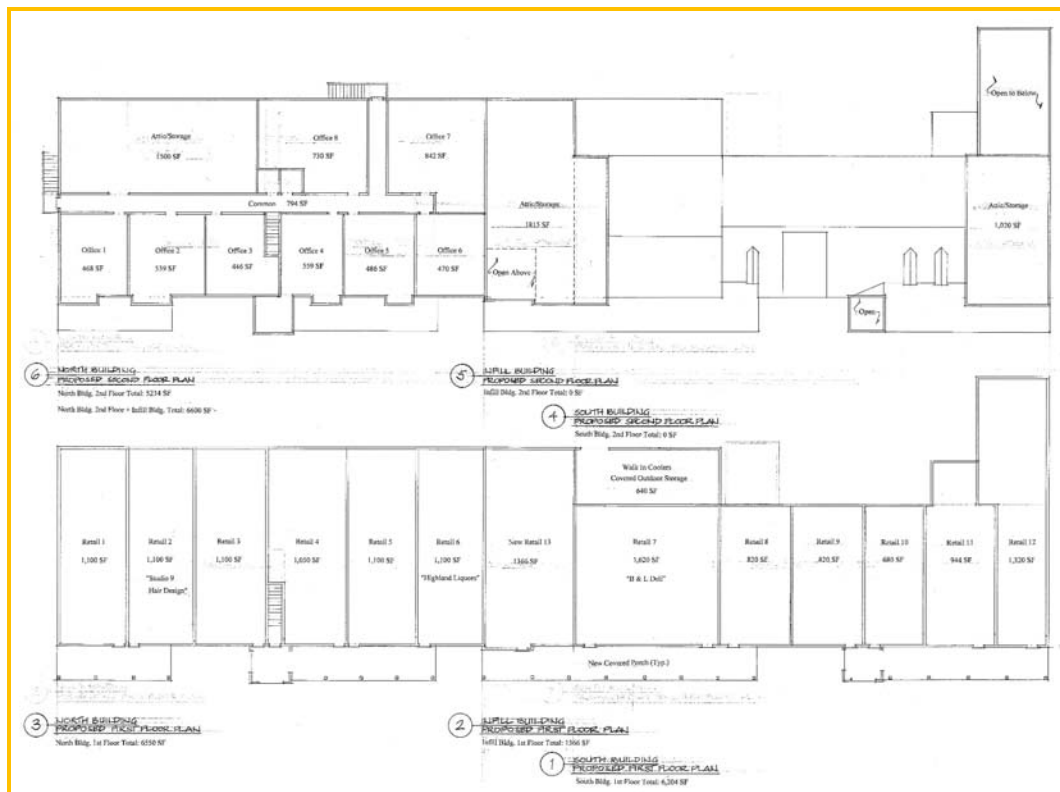 Open to Below
Attic/Storage
1500 SF
Office 8
730 SF
Office 7
842 SF
Common 794 SF
Attic/Storage
1815 SF
Attic/Storage
1,020 SF
Office 1
468 SF
Office 2
559 SF
Office 3
446 SF
Office 4
559 SF
Office 5
486 SF
Office 6
470 SF
Open Above
Open
6 NORTH BUILDING
PROPOSED SECOND FLOOR PLAN
North Bldg. 2nd Floor Total: 5234 SF
North Bldg. 2nd Floor + Infill Bldg. Total: 6600 SF
5 INFILL BUILDING
PROPOSED SECOND FLOOR PLAN
Infill Bldg. 2nd Floor Total: 0 SF
4 SOUTH BUILDING
PROPOSED SECOND FLOOR PLAN
South Bldg. 2nd Floor Total: 0 SF
Walk in Coolers
Covered Outdoor Storage
640 SF
Retail 1
1,100 SF
Retail 2
1,100 SF
"Studio 9
Hair Design"
Retail 3
1,100 SF
Retail 4
1,050 SF
Retail 5
1,100 SF
Retail 6
1,100 SF
"Highland Liquors"
New Retail 13
1366 SF
Retail 7
1,620 SF
"B & L Deli"
Retail 8
820 SF
Retail 9
820 SF
Retail 10
680 SF
Retail 11
944 SF
Retail 12
1,320 SF
New Covered Porch (Typ.)
3 NORTH BUILDING
PROPOSED FIRST FLOOR PLAN
North Bldg. 1st Floor Total: 6550 SF
2 INFILL BUILDING
PROPOSED FIRST FLOOR PLAN
Infill Bldg. 1st Floor Total: 1366 SF
1 SOUTH BUILDING
PROPOSED FIRST FLOOR PLAN
South Bldg. 1st Floor Total: 6,204 SF